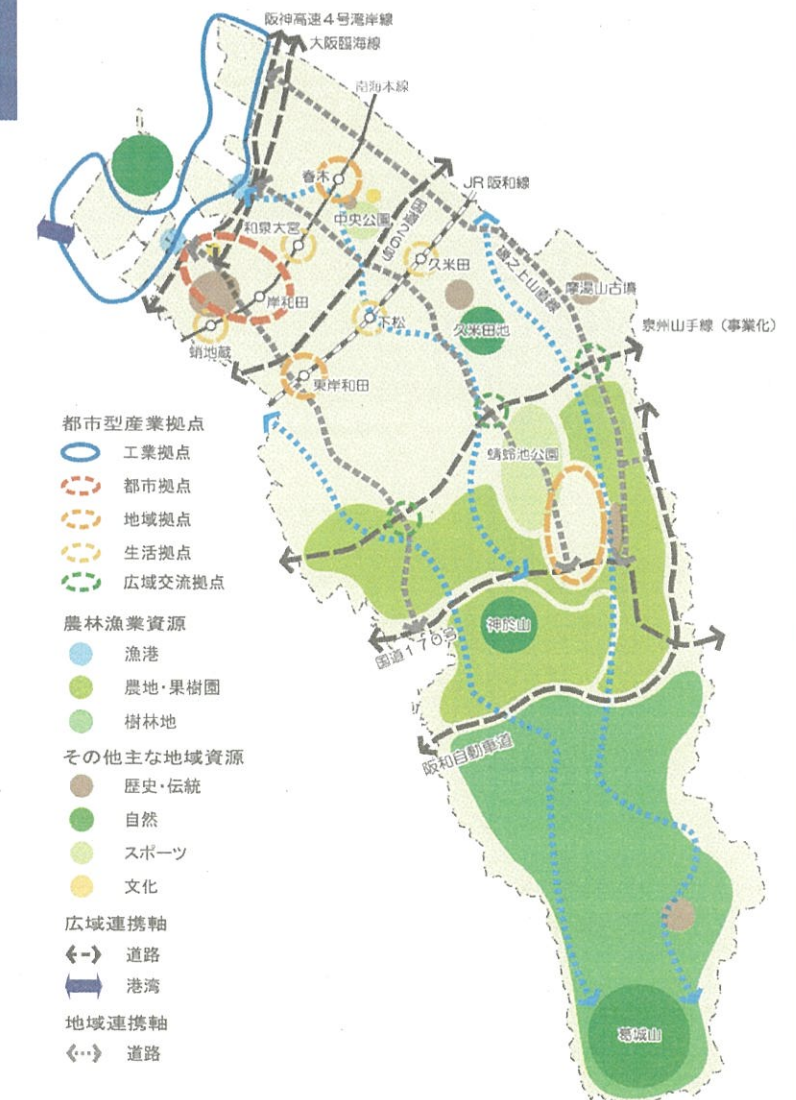 阪神高速4号湾岸線
大阪臨海線
南海本線
春木
JR阪和線
中央公園
国道26号
和泉大宮
久米田
磯之上山直線
摩湯山古墳
岸和田
下松
久米田池
泉州山手線(事業化)
蛸地蔵
東岸和田
都市型産業拠点
工業拠点
都市拠点
地域拠点
生活拠点
広域交流拠点
蜻蛉池公園
農林漁業資源
漁港
農地・果樹園
樹林地
神於山
国道170号
阪和自動車道
その他主な地域資源
歴史・伝統
自然
スポーツ
文化
広域連携軸
道路
港湾
地域連携軸
道路
葛城山